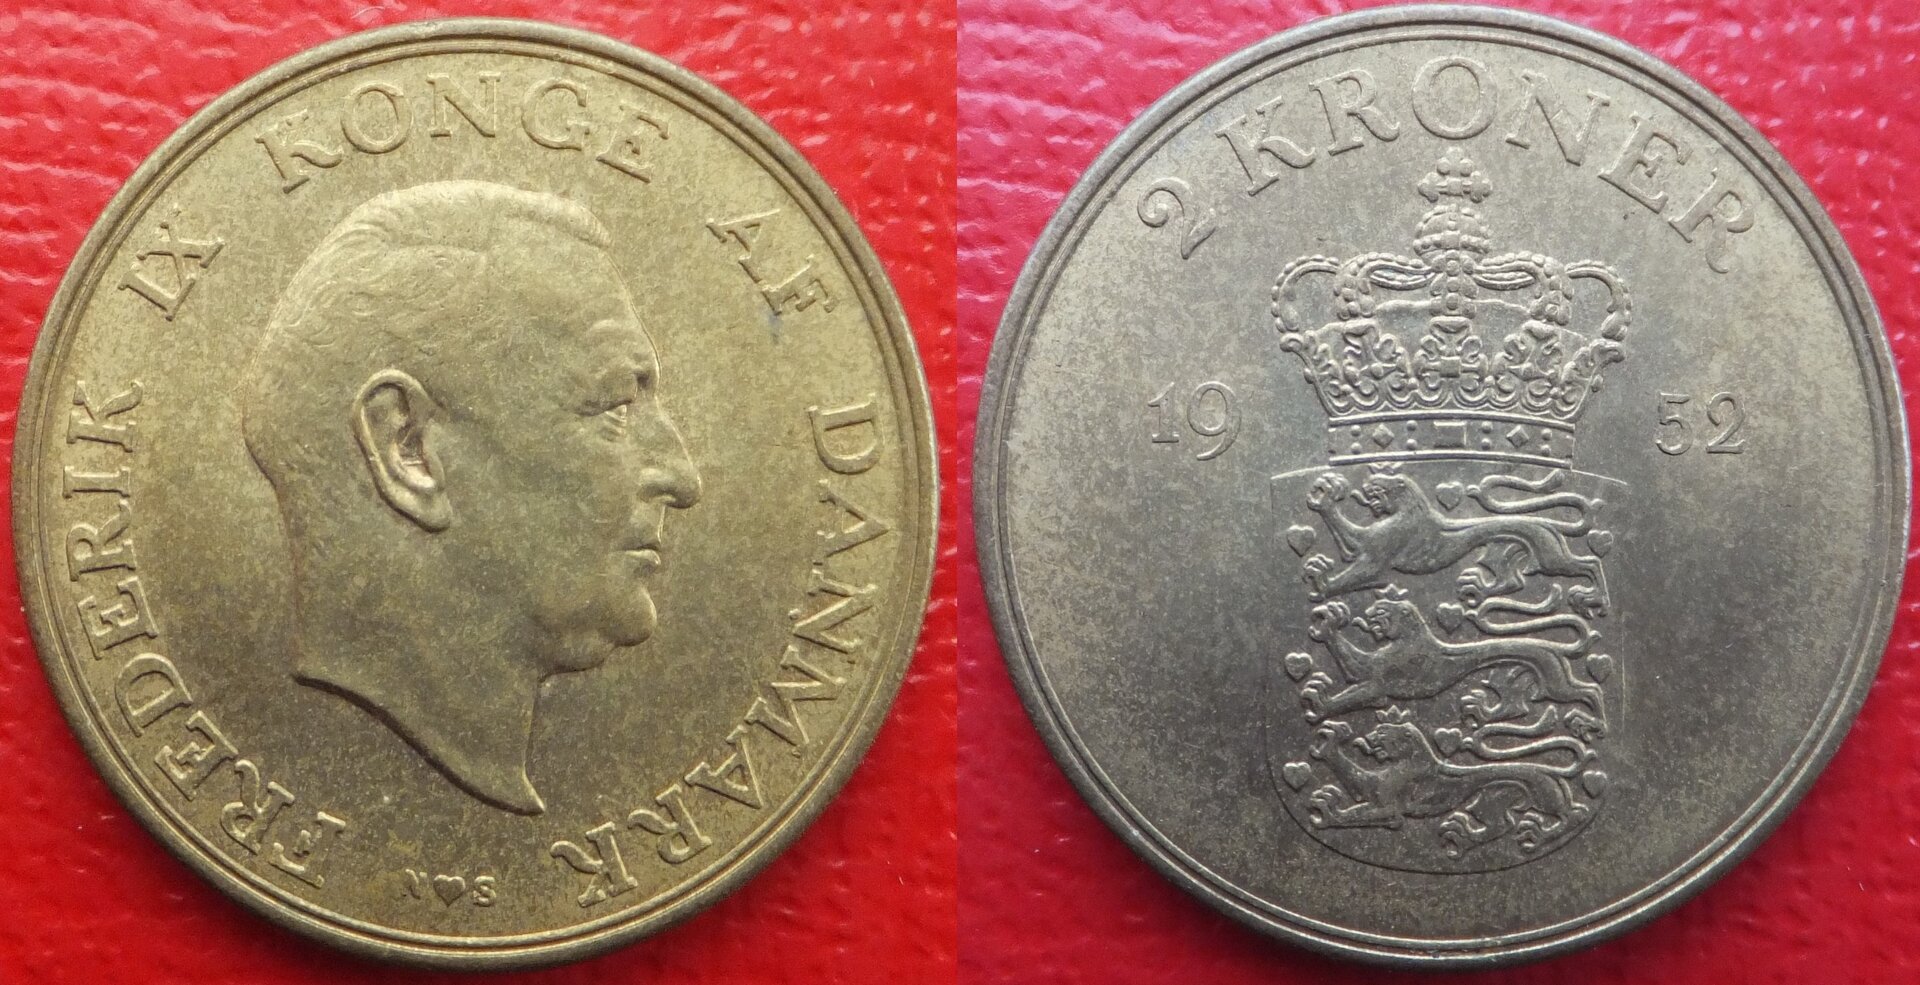 FREDERIK IX KONGE AF DANMARK
N♥S
2 KRONER
19 52